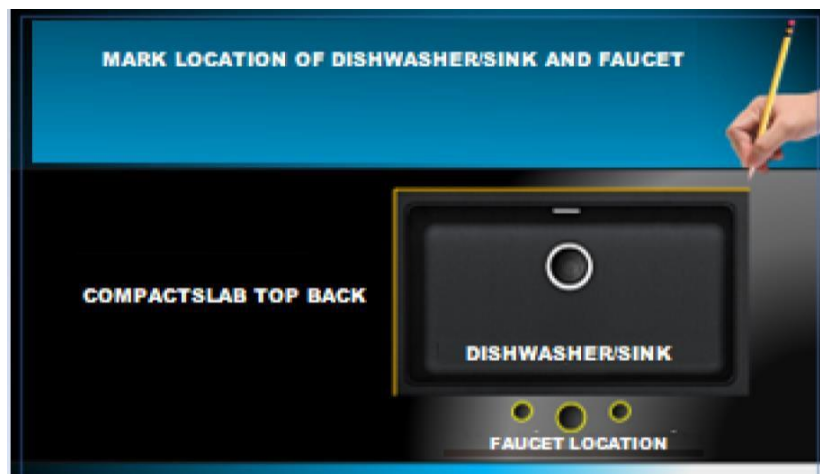 MARK LOCATION OF DISHWASHER/SINK AND FAUCET
COMPACTSLAB TOP BACK
DISHWASHER/SINK
FAUCET LOCATION